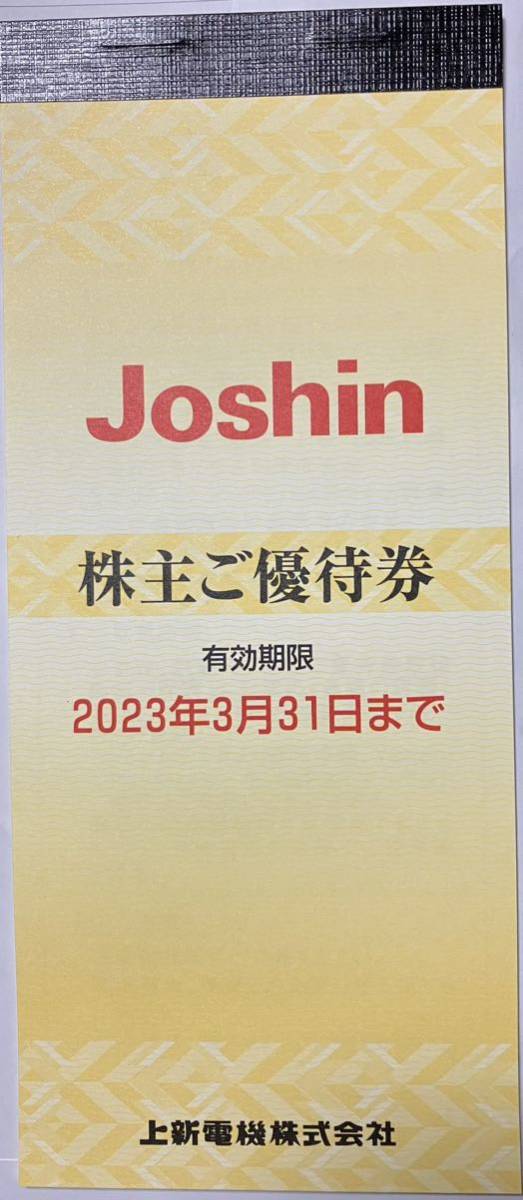 Joshin
株主ご優待券
有効期限
2023年3月31日まで
上新電機株式会社